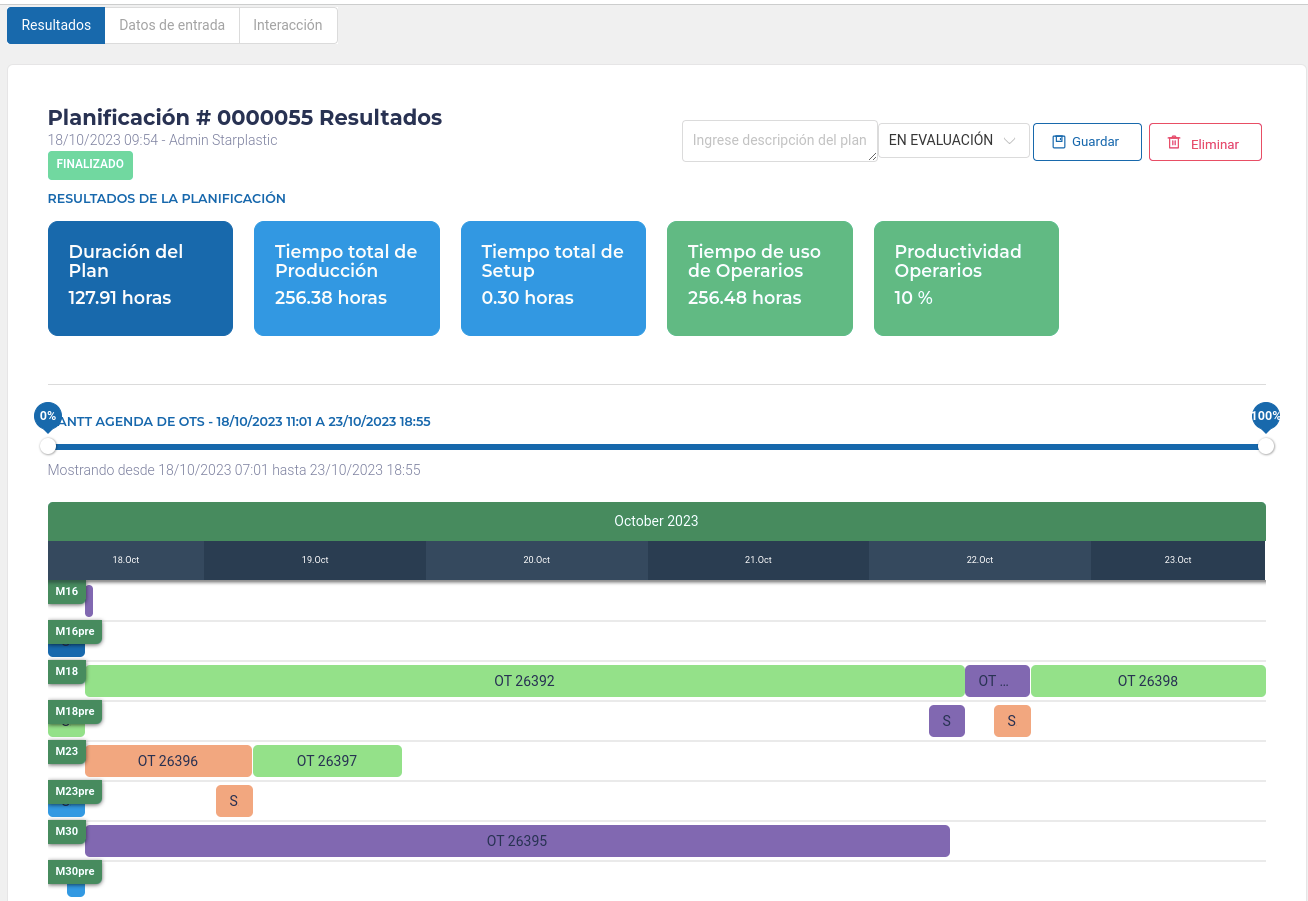 Resultados
Datos de entrada
Interacción
Planificación # 0000055 Resultados
18/10/2023 09:54 - Admin Starplastic
FINALIZADO
Ingrese descripción del plan
EN EVALUACIÓN
Guardar
Eliminar
RESULTADOS DE LA PLANIFICACIÓN
Duración del
Plan
127.91 horas
Tiempo total de
Producción
256.38 horas
Tiempo total de
Setup
0.30 horas
Tiempo de uso
de Operarios
256.48 horas
Productividad
Operarios
10 %
0%
ANTT AGENDA DE OTS - 18/10/2023 11:01 A 23/10/2023 18:55
100%
Mostrando desde 18/10/2023 07:01 hasta 23/10/2023 18:55
October 2023
18.Oct
19.Oct
20.Oct
21.Oct
22.Oct
23.Oct
M16
M16pre
M18
OT 26392
OT ...
OT 26398
M18pre
S
S
M23
OT 26396
OT 26397
M23pre
S
M30
OT 26395
M30pre